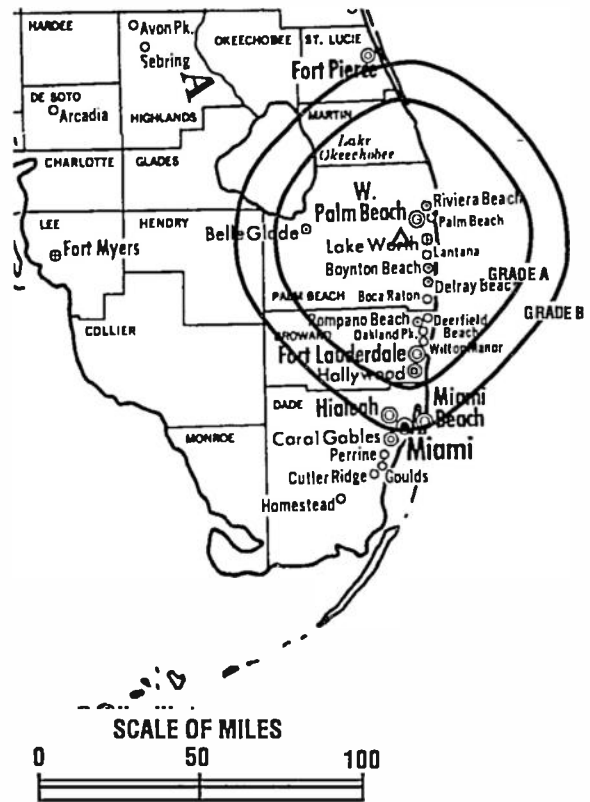 HARDEE
Avon Pk.
Sebring
OKEECHOBEE
ST. LUCIE
Fort Pierce
A
DE SOTO
Arcadia
HIGHLANDS
MARTIN
Lake
Okeechobee
CHARLOTTE
GLADES
W.
Palm Beach
Riviera Beach
Palm Beach
LEE
HENDRY
Belle Glade
Lake Worth
Lantana
Fort Myers
Boynton Beach
GRADE A
Delray Beach
PALM BEACH
Boca Raton
GRADE B
COLLIER
Pompano Beach
Deerfield
Beach
BROWARD
Oakland Pk.
Wilton Manor
Fort Lauderdale
Hollywood
DADE
Hialeah
Miami
Beach
MONROE
Coral Gables
Miami
Perrine
Cutler Ridge
Goulds
Homestead
SCALE OF MILES
0 50 100